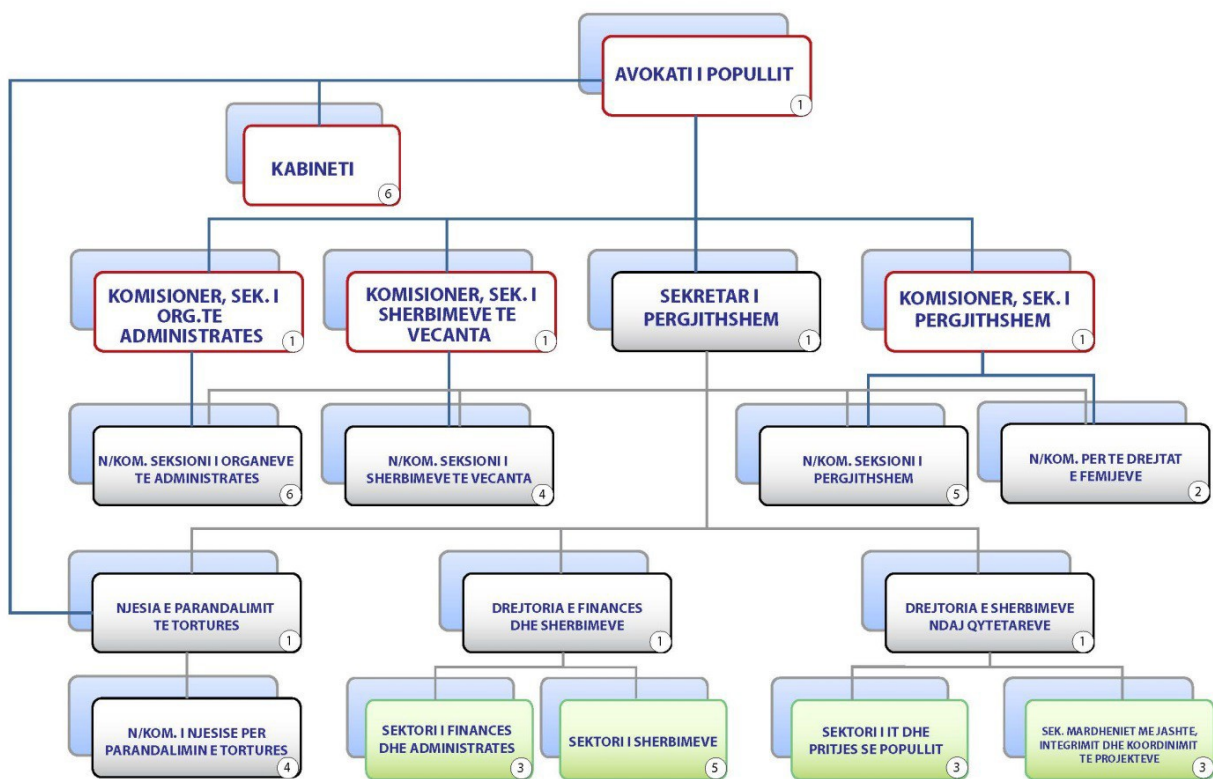 AVOKATI I POPULLIT
1
KABINETI
6
KOMISIONER, SEK. I
ORG.TE
ADMINISTRATES
1
KOMISIONER, SEK. I
SHERBIMEVE TE
VECANTA
1
SEKRETAR I
PERGJITHSHEM
1
KOMISIONER, SEK. I
PERGJITHSHEM
1
N/KOM. SEKSIONI I ORGANEVE
TE ADMINISTRATES
6
N/KOM. SEKSIONI I
SHERBIMEVE TE VECANTA
4
N/KOM. SEKSIONI I
PERGJITHSHEM
5
N/KOM. PER TE DREJTAT
E FEMIJEVE
2
NJESIA E PARANDALIMIT
TE TORTURES
1
DREJTORIA E FINANCES
DHE SHERBIMEVE
1
DREJTORIA E SHERBIMEVE
NDAJ QYTETAREVE
1
N/KOM. I NJESISE PER
PARANDALIMIN E TORTURES
4
SEKTORI I FINANCES
DHE ADMINISTRATES
3
SEKTORI I SHERBIMEVE
5
SEKTORI I IT DHE
PRITJES SE POPULLIT
3
SEK. MARDHENIET ME JASHTE,
INTEGRIMIT DHE KOORDINIMIT
TE PROJEKTEVE
3